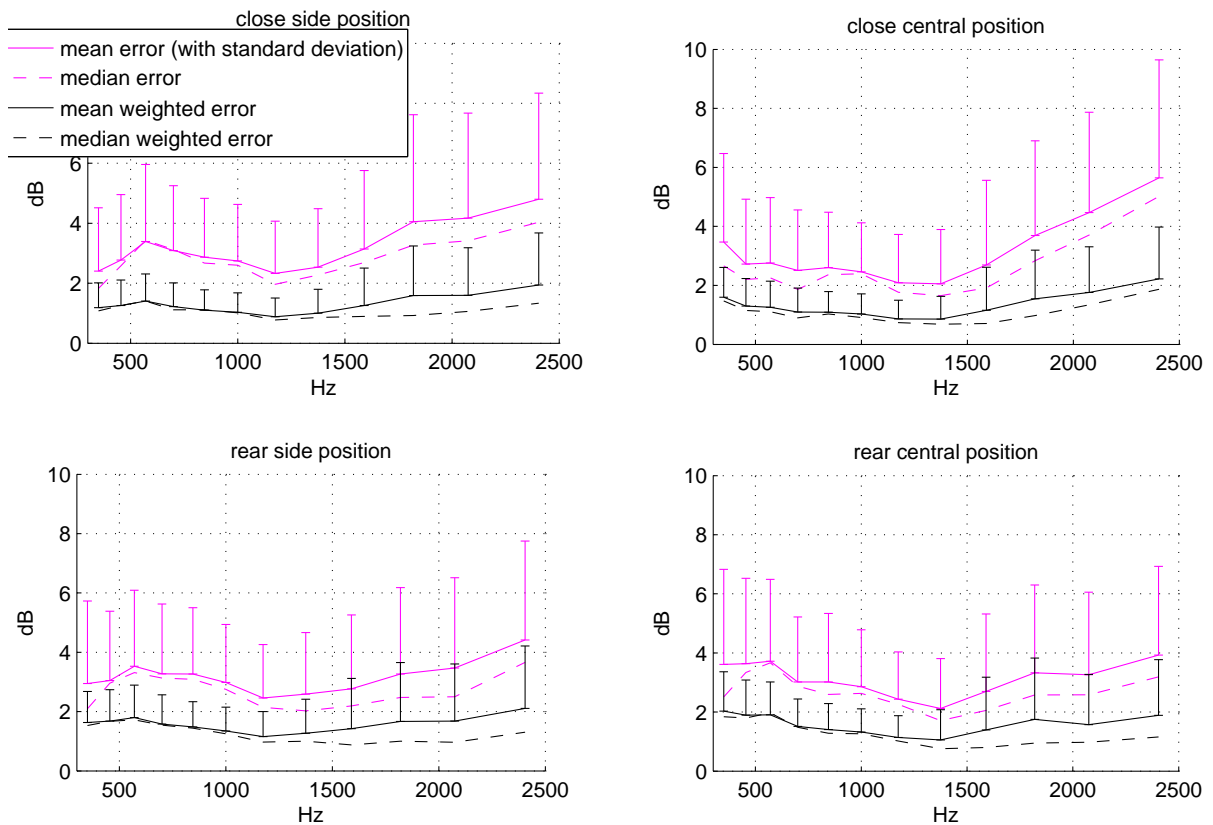 close side position
mean error (with standard deviation)
median error
mean weighted error
median weighted error
6
4
2
0
dB
500 1000 1500 2000 2500
Hz
close central position
10
8
6
4
2
0
dB
500 1000 1500 2000 2500
Hz
rear side position
10
8
6
4
2
0
dB
500 1000 1500 2000 2500
Hz
rear central position
10
8
6
4
2
0
dB
500 1000 1500 2000 2500
Hz